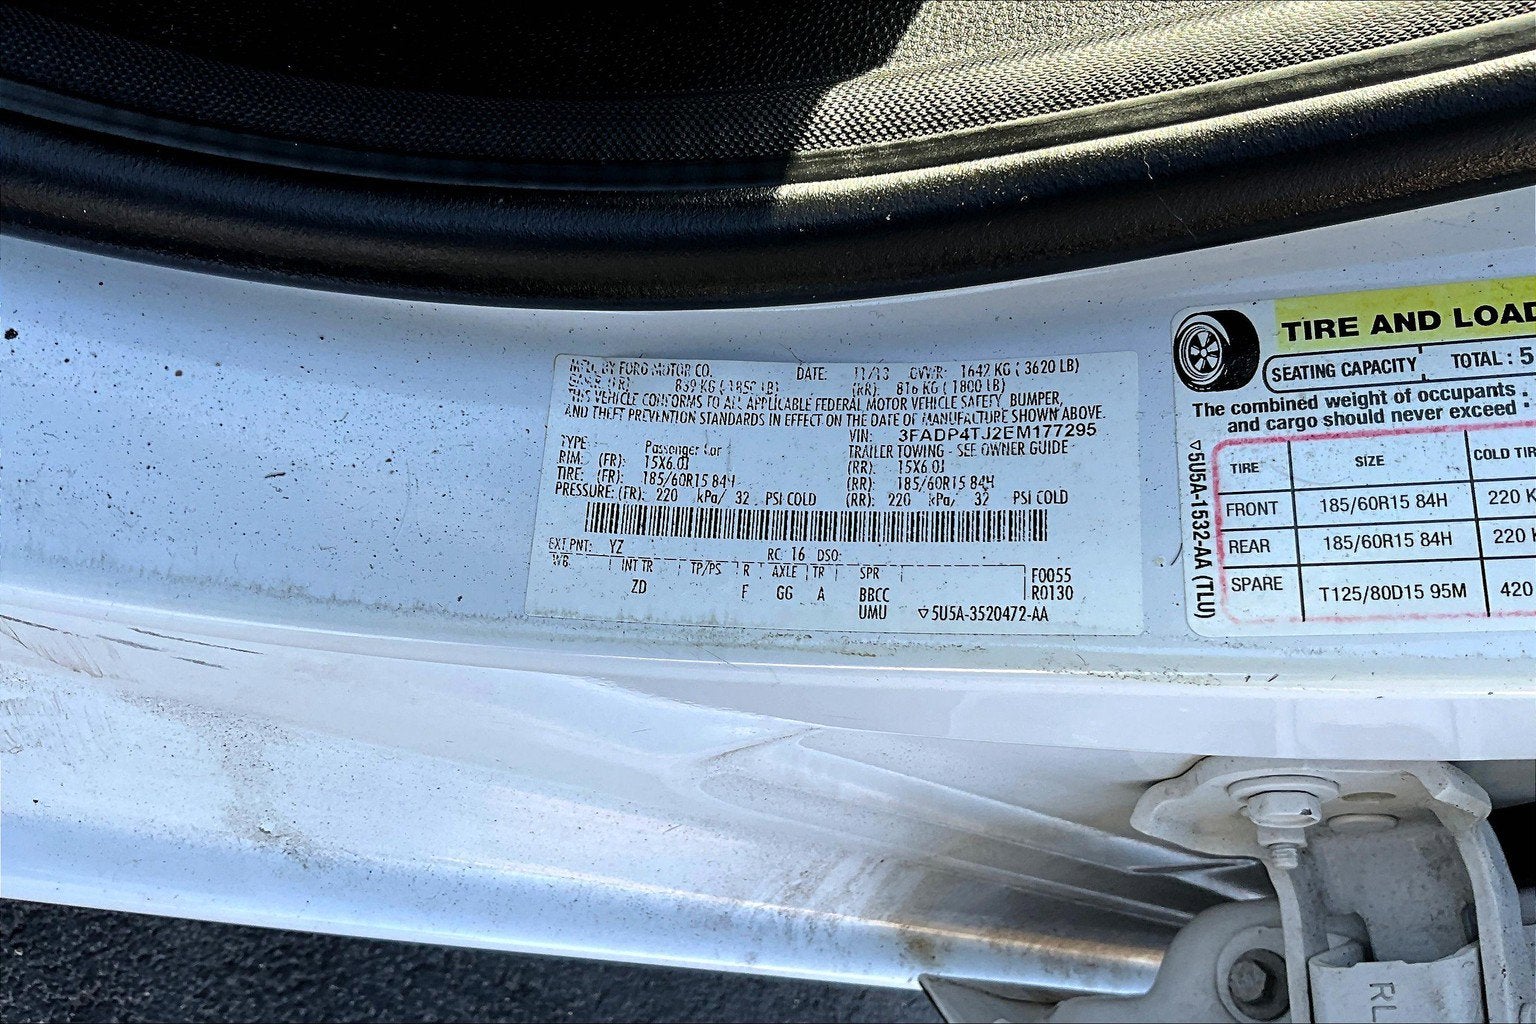 MFD. BY FORD MOTOR CO. DATE: 11/13 GVWR: 1642 KG ( 3620 LB)
859 KG ( LB) (RR): 816 KG ( 1800 LB)
THIS VEHICLE CONFORMS TO ALL APPLICABLE FEDERAL MOTOR VEHICLE SAFETY, BUMPER,
AND THEFT PREVENTION STANDARDS IN EFFECT ON THE DATE OF MANUFACTURE SHOWN ABOVE.
VIN: 3FADP4TJ2EM177295
TYPE: Passenger Car TRAILER TOWING - SEE OWNER GUIDE
RIM: (FR): 15X6.0J (RR): 15X6.0J
TIRE: (FR): 185/60R15 84H (RR): 185/60R15 84H
PRESSURE: (FR): 220 kPa/ 32 PSI COLD (RR): 220 kPa/ 32 PSI COLD
EXT PNT: YZ RC: 16 DSO:
WB INT TR TP/PS R AXLE TR SPR F0055
ZD F GG A BBCC R0130
UMU ▽5U5A-3520472-AA
TIRE AND LOAD
SEATING CAPACITY TOTAL : 5
The combined weight of occupants
and cargo should never exceed
▽5U5A-1532-AA (TLU)
TIRE SIZE COLD TIR
FRONT 185/60R15 84H 220 K
REAR 185/60R15 84H 220 K
SPARE T125/80D15 95M 420
RL